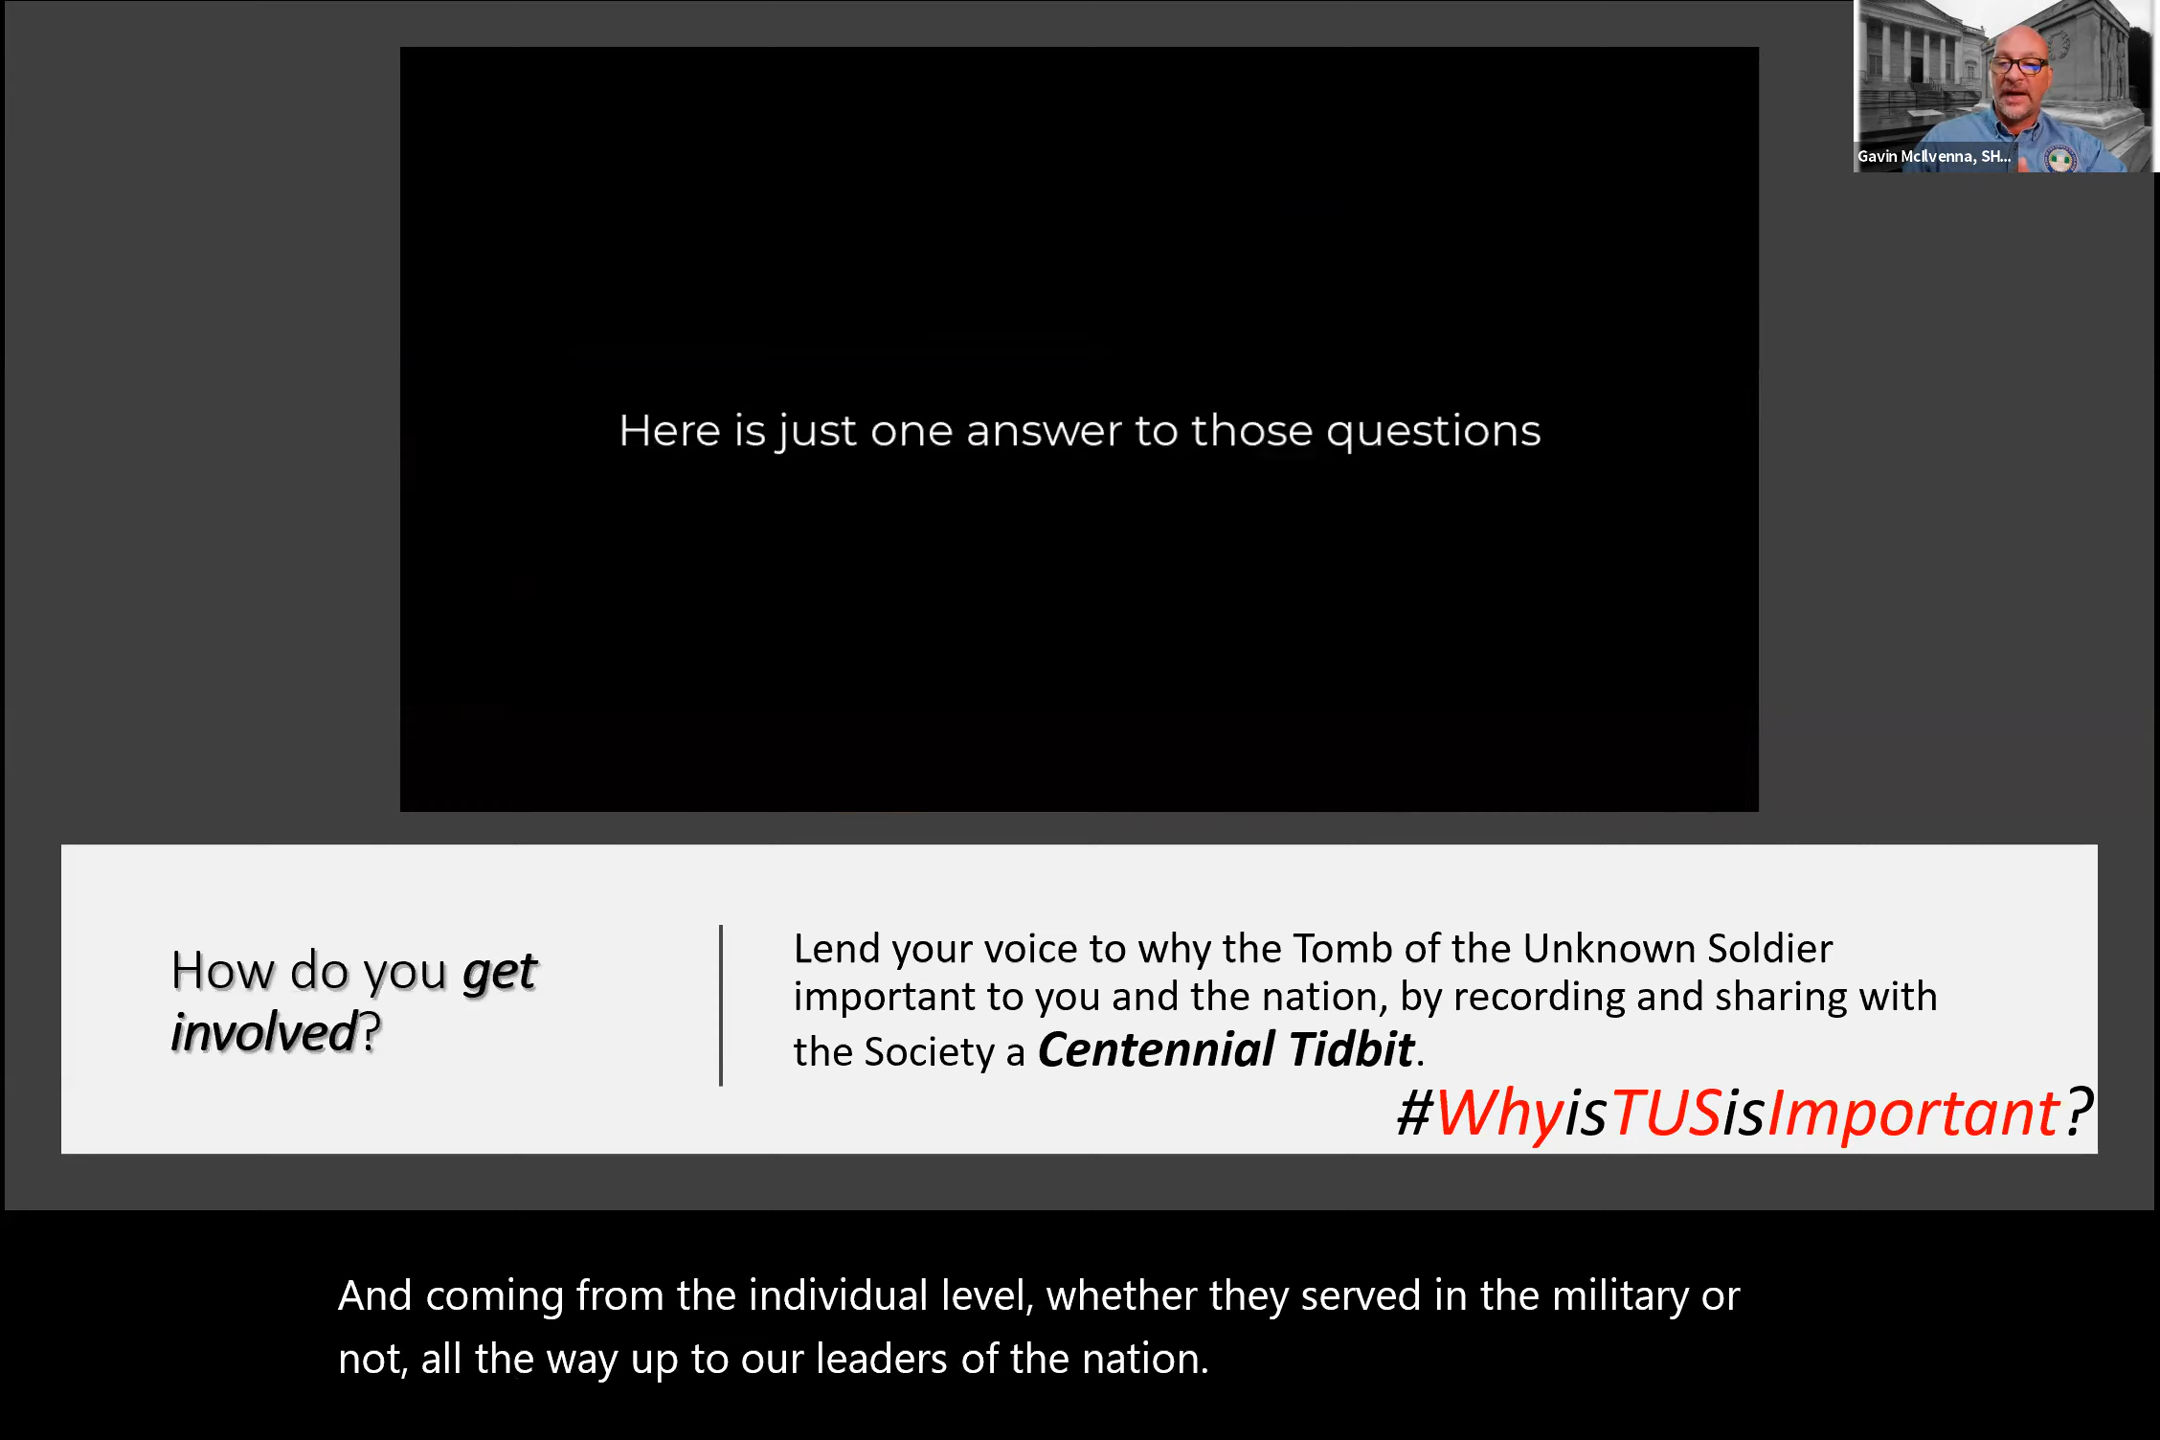 Gavin McIlvenna, SH...
Here is just one answer to those questions
How do you get
involved?
Lend your voice to why the Tomb of the Unknown Soldier
important to you and the nation, by recording and sharing with
the Society a Centennial Tidbit.
#WhyisTUSisImportant?
And coming from the individual level, whether they served in the military or
not, all the way up to our leaders of the nation.